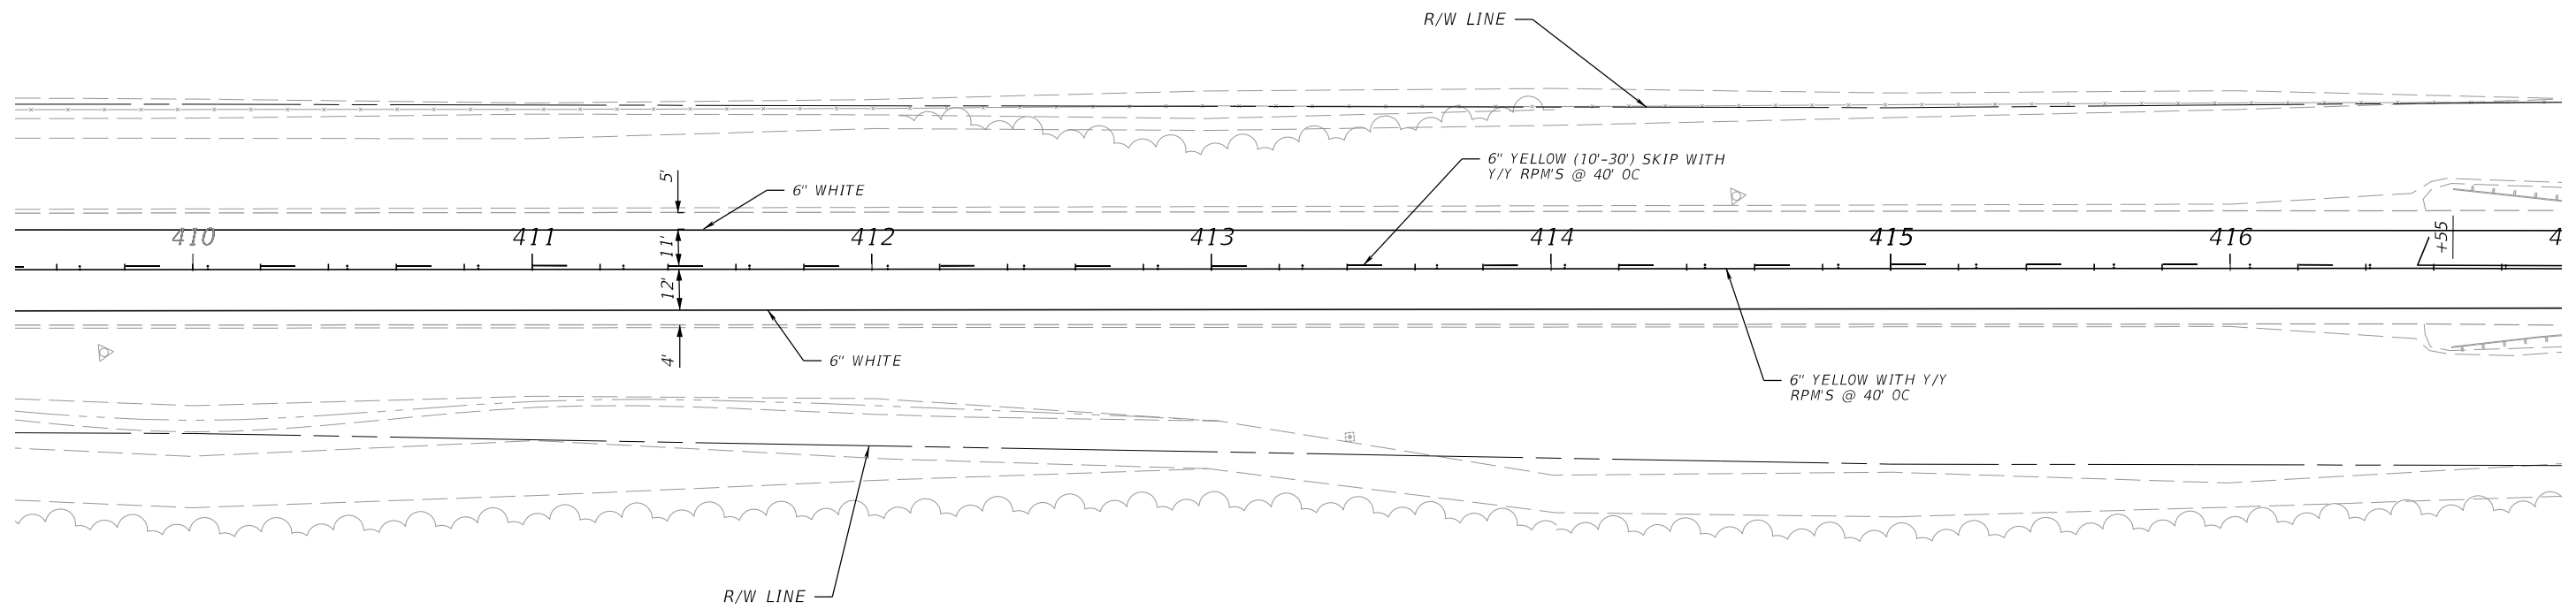 R/W LINE
6" YELLOW (10'-30') SKIP WITH
Y/Y RPM'S @ 40' OC
5'
6" WHITE
410
411
11'
412
413
414
415
416
+55
4
12'
4'
6" WHITE
6" YELLOW WITH Y/Y
RPM'S @ 40' OC
R/W LINE